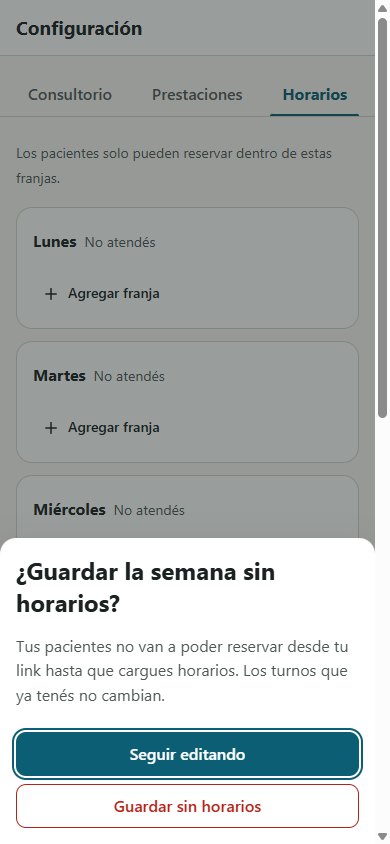 Configuración
Consultorio Prestaciones Horarios
Los pacientes solo pueden reservar dentro de estas
franjas.
Lunes No atendés
+ Agregar franja
Martes No atendés
+ Agregar franja
Miércoles No atendés
¿Guardar la semana sin
horarios?
Tus pacientes no van a poder reservar desde tu
link hasta que cargues horarios. Los turnos que
ya tenés no cambian.
Seguir editando
Guardar sin horarios